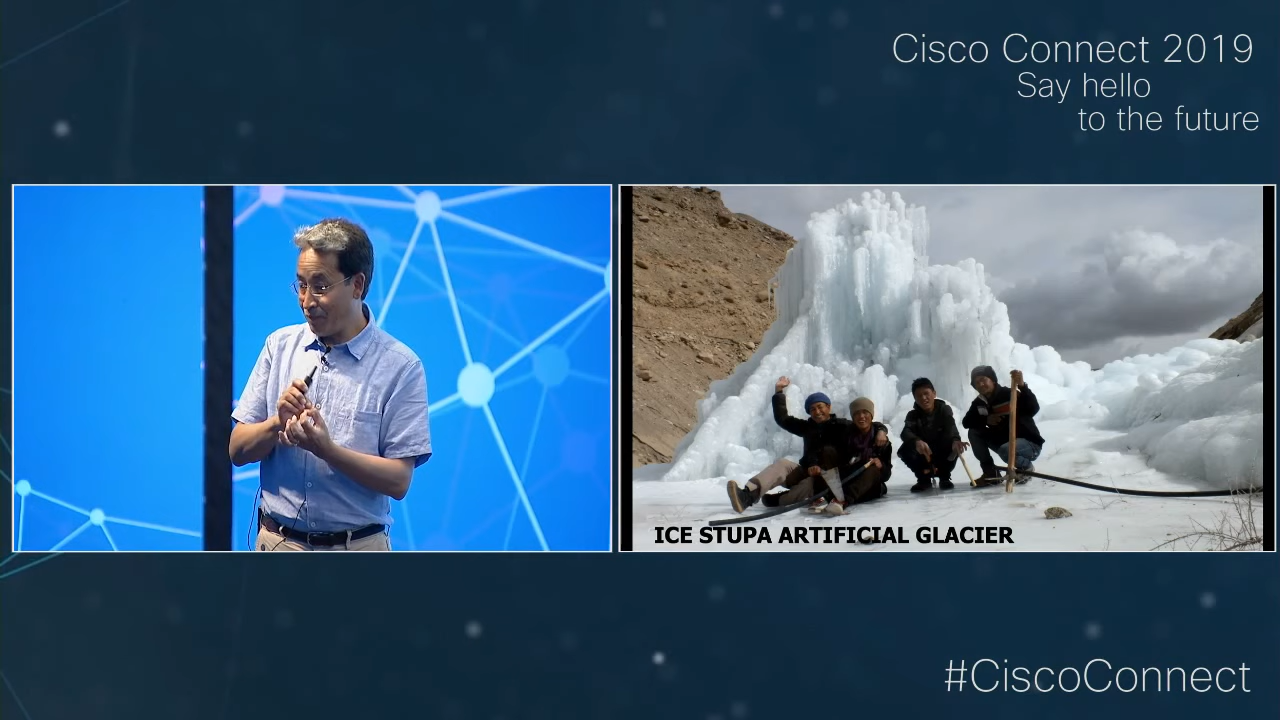 Cisco Connect 2019
Say hello
to the future
ICE STUPA ARTIFICIAL GLACIER
#CiscoConnect